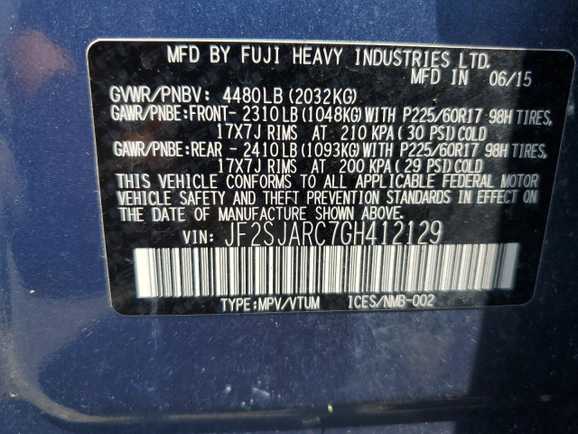 MFD BY FUJI HEAVY INDUSTRIES LTD.
MFD IN 06/15
GVWR/PNBV: 4480LB (2032KG)
GAWR/PNBE:FRONT- 2310LB (1048KG) WITH P225/60R17 98H TIRES,
17X7J RIMS AT 210 KPA (30 PSI) COLD
GAWR/PNBE:REAR - 2410LB (1093KG) WITH P225/60R17 98H TIRES,
17X7J RIMS AT 200 KPA (29 PSI) COLD
THIS VEHICLE CONFORMS TO ALL APPLICABLE FEDERAL MOTOR
VEHICLE SAFETY AND THEFT PREVENTION STANDARDS IN EFFECT ON
THE DATE OF MANUFACTURE SHOWN ABOVE.
VIN: JF2SJARC7GH412129
TYPE:MPV/VTUM ICES/NMB-002